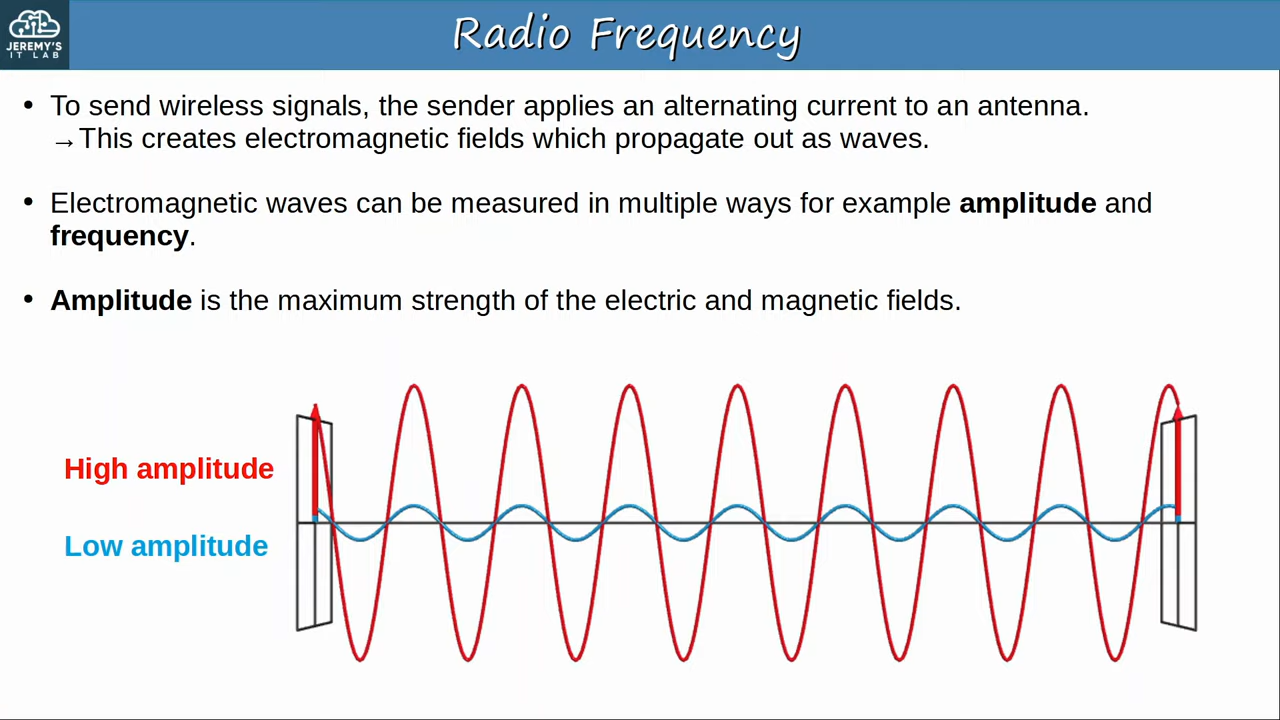 JEREMY'S
IT LAB
Radio Frequency
• To send wireless signals, the sender applies an alternating current to an antenna.
→This creates electromagnetic fields which propagate out as waves.
• Electromagnetic waves can be measured in multiple ways for example amplitude and
frequency.
• Amplitude is the maximum strength of the electric and magnetic fields.
High amplitude
Low amplitude